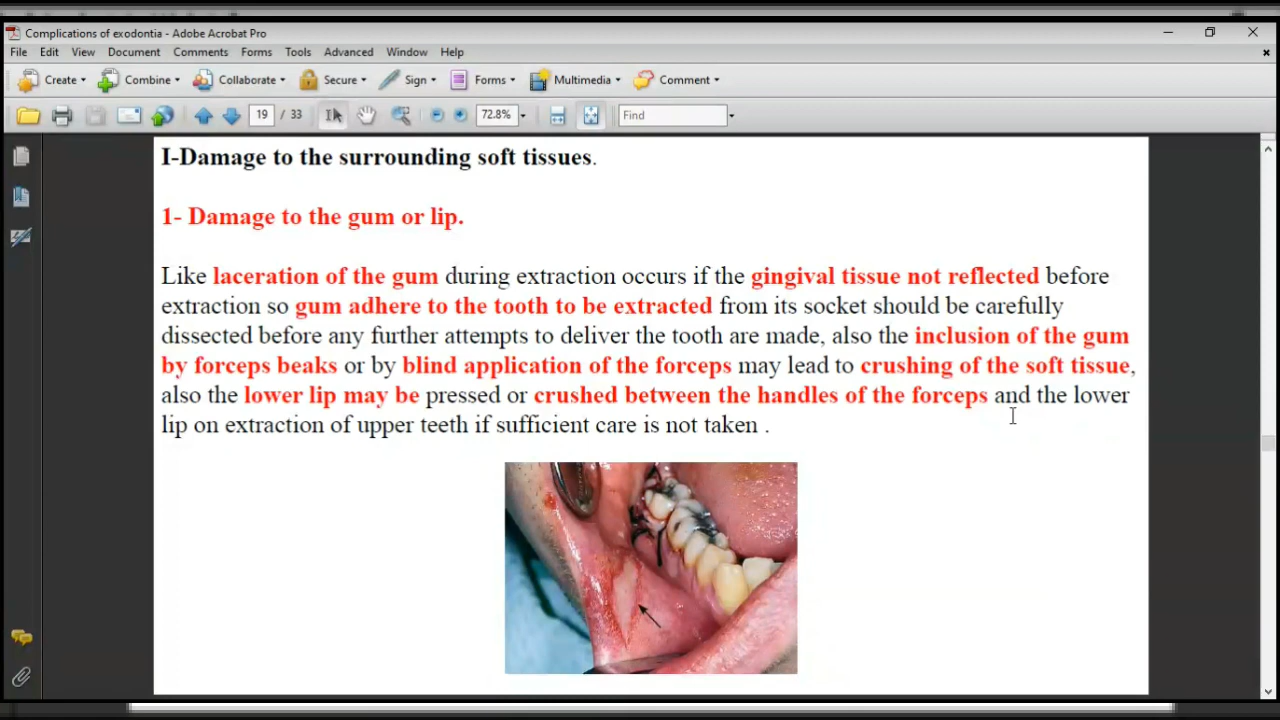 Complications of exodontia - Adobe Acrobat Pro
File Edit View Document Comments Forms Tools Advanced Window Help
Create Combine Collaborate Secure Sign Forms Multimedia Comment
19 / 33 72.8% Find
I-Damage to the surrounding soft tissues.
1- Damage to the gum or lip.
Like laceration of the gum during extraction occurs if the gingival tissue not reflected before
extraction so gum adhere to the tooth to be extracted from its socket should be carefully
dissected before any further attempts to deliver the tooth are made, also the inclusion of the gum
by forceps beaks or by blind application of the forceps may lead to crushing of the soft tissue,
also the lower lip may be pressed or crushed between the handles of the forceps and the lower
lip on extraction of upper teeth if sufficient care is not taken .